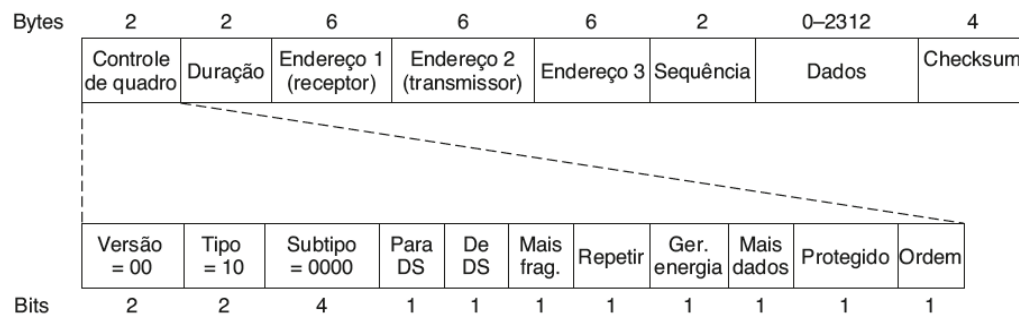 Bytes 2 2 6 6 6 2 0–2312 4
Controle de quadro Duração Endereço 1 (receptor) Endereço 2 (transmissor) Endereço 3 Sequência Dados Checksum
Versão = 00 Tipo = 10 Subtipo = 0000 Para DS De DS Mais frag. Repetir Ger. energia Mais dados Protegido Ordem
Bits 2 2 4 1 1 1 1 1 1 1 1